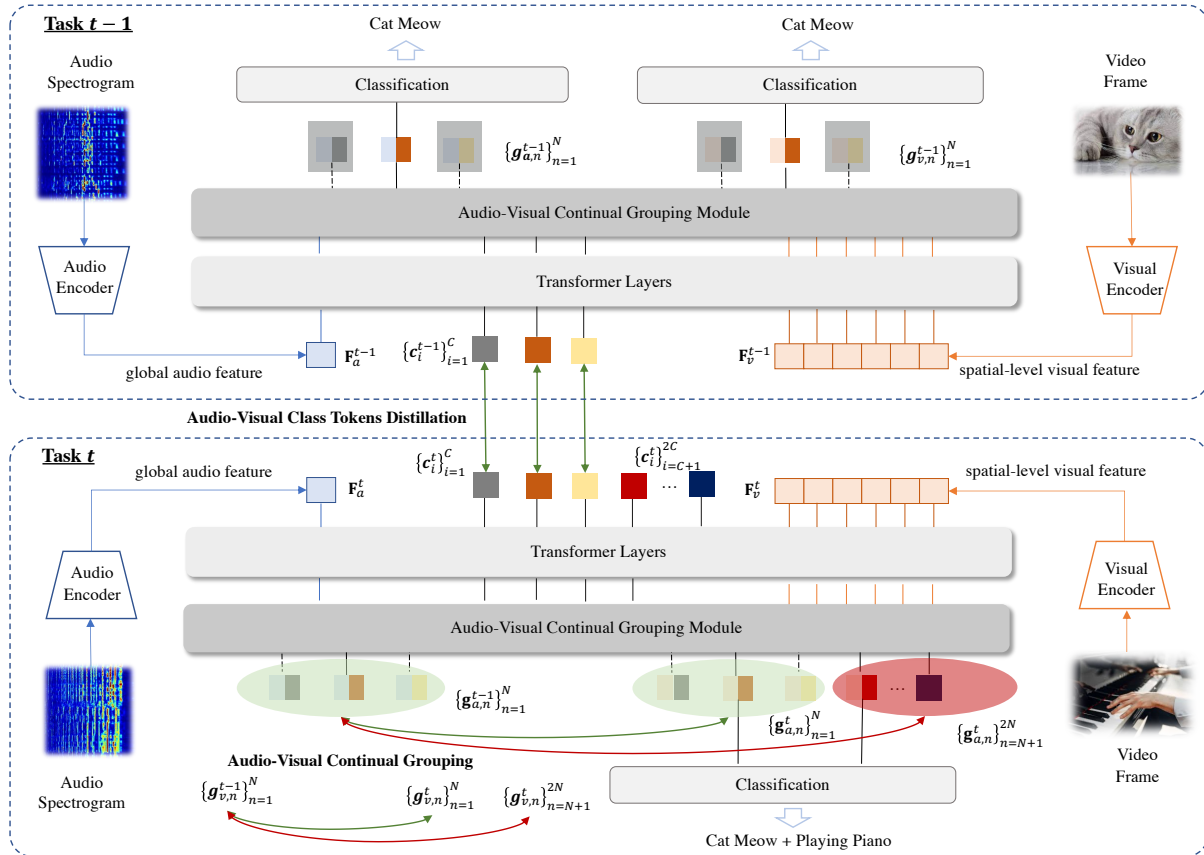 Task t − 1
Cat Meow
Cat Meow
Audio
Spectrogram
Video
Frame
Classification
Classification
{g_{a,n}^{t-1}}_{n=1}^{N}
{g_{v,n}^{t-1}}_{n=1}^{N}
Audio-Visual Continual Grouping Module
Audio
Encoder
Transformer Layers
Visual
Encoder
F_a^{t-1}
{c_i^{t-1}}_{i=1}^{C}
F_v^{t-1}
global audio feature
spatial-level visual feature
Audio-Visual Class Tokens Distillation
Task t
global audio feature
F_a^t
{c_i^t}_{i=1}^{C}
{c_i^t}_{i=C+1}^{2C}
...
F_v^t
spatial-level visual feature
Transformer Layers
Audio
Encoder
Visual
Encoder
Audio-Visual Continual Grouping Module
...
{g_{a,n}^{t-1}}_{n=1}^{N}
{g_{a,n}^t}_{n=1}^{N}
{g_{a,n}^t}_{n=N+1}^{2N}
Audio-Visual Continual Grouping
Audio
Spectrogram
Video
Frame
{g_{v,n}^{t-1}}_{n=1}^{N}
{g_{v,n}^t}_{n=1}^{N}
{g_{v,n}^t}_{n=N+1}^{2N}
Classification
Cat Meow + Playing Piano